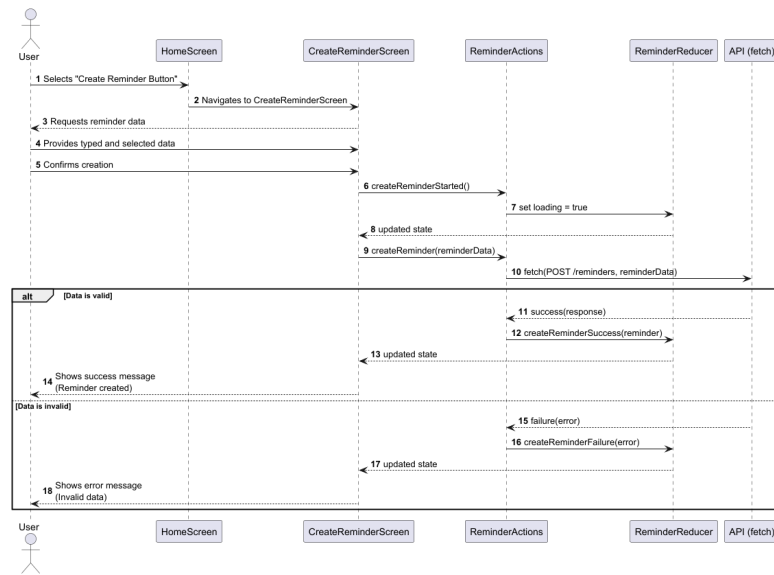 User
HomeScreen
CreateReminderScreen
ReminderActions
ReminderReducer
API (fetch)
1 Selects "Create Reminder Button"
2 Navigates to CreateReminderScreen
3 Requests reminder data
4 Provides typed and selected data
5 Confirms creation
6 createReminderStarted()
7 set loading = true
8 updated state
9 createReminder(reminderData)
10 fetch(POST /reminders, reminderData)
alt [Data is valid]
11 success(response)
12 createReminderSuccess(reminder)
13 updated state
14 Shows success message
(Reminder created)
[Data is invalid]
15 failure(error)
16 createReminderFailure(error)
17 updated state
18 Shows error message
(Invalid data)
User
HomeScreen
CreateReminderScreen
ReminderActions
ReminderReducer
API (fetch)